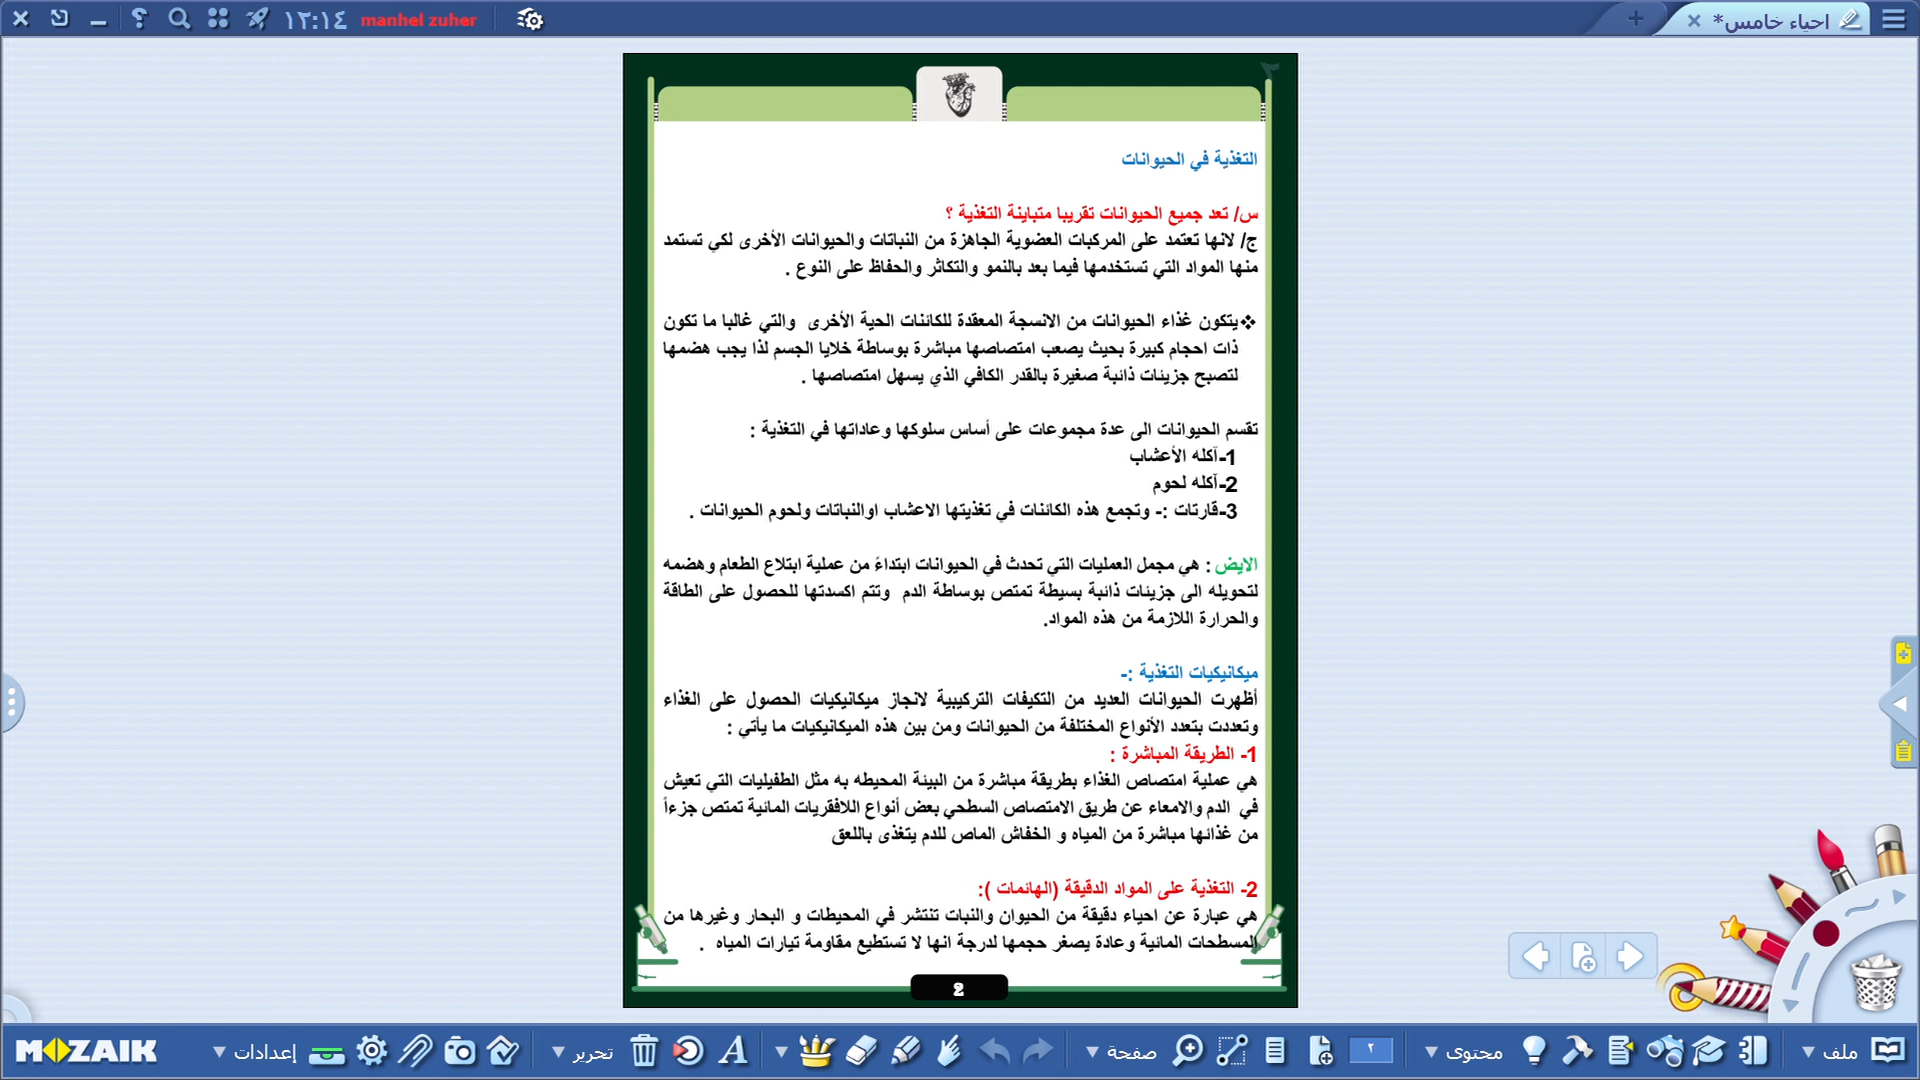 احياء خامس*
manhel zuher
١٢:١٤
التغذية في الحيوانات
س/ تعد جميع الحيوانات تقريبا متباينة التغذية ؟
ج/ لانها تعتمد على المركبات العضوية الجاهزة من النباتات والحيوانات الأخرى لكي تستمد
منها المواد التي تستخدمها فيما بعد بالنمو والتكاثر والحفاظ على النوع .
❖يتكون غذاء الحيوانات من الانسجة المعقدة للكائنات الحية الأخرى والتي غالبا ما تكون
ذات احجام كبيرة بحيث يصعب امتصاصها مباشرة بوساطة خلايا الجسم لذا يجب هضمها
لتصبح جزيئات ذائبة صغيرة بالقدر الكافي الذي يسهل امتصاصها .
تقسم الحيوانات الى عدة مجموعات على أساس سلوكها وعاداتها في التغذية :
1-آكله الأعشاب
2-آكله لحوم
3-قارتات :- وتجمع هذه الكائنات في تغذيتها الاعشاب اوالنباتات ولحوم الحيوانات .
الايض : هي مجمل العمليات التي تحدث في الحيوانات ابتداءً من عملية ابتلاع الطعام وهضمه
لتحويله الى جزيئات ذائبة بسيطة تمتص بوساطة الدم وتتم اكسدتها للحصول على الطاقة
والحرارة اللازمة من هذه المواد.
ميكانيكيات التغذية :-
أظهرت الحيوانات العديد من التكيفات التركيبية لانجاز ميكانيكيات الحصول على الغذاء
وتعددت بتعدد الأنواع المختلفة من الحيوانات ومن بين هذه الميكانيكيات ما يأتي :
1- الطريقة المباشرة :
هي عملية امتصاص الغذاء بطريقة مباشرة من البيئة المحيطه به مثل الطفيليات التي تعيش
في الدم والامعاء عن طريق الامتصاص السطحي بعض أنواع اللافقريات المائية تمتص جزءاً
من غذائها مباشرة من المياه و الخفاش الماص للدم يتغذى باللعق
2- التغذية على المواد الدقيقة (الهائمات ):
هي عبارة عن احياء دقيقة من الحيوان والنبات تنتشر في المحيطات و البحار وغيرها من
المسطحات المائية وعادة يصغر حجمها لدرجة انها لا تستطيع مقاومة تيارات المياه .
2
ملف
محتوى
٢
صفحة
تحرير
إعدادات
MOZAIK